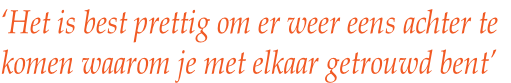 ‘Het is best prettig om er weer eens achter te
komen waarom je met elkaar getrouwd bent’